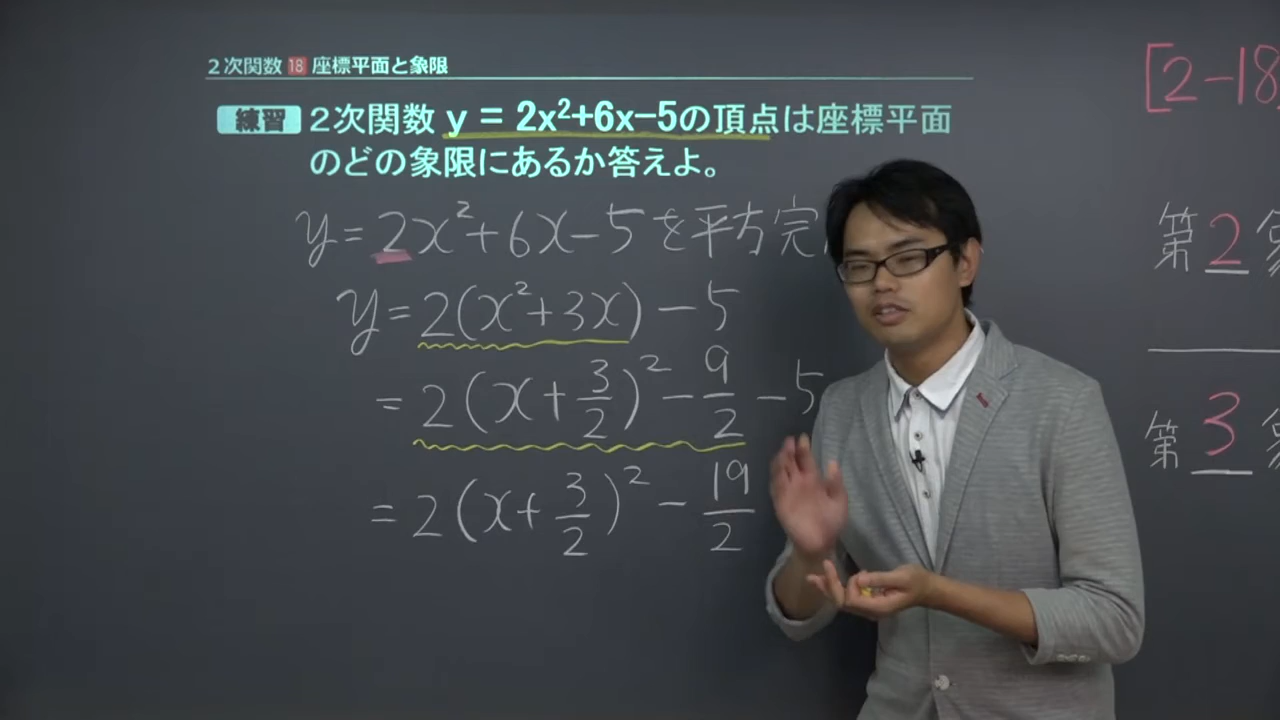 2次関数 18 座標平面と象限
練習 2次関数 y = 2x²+6x−5の頂点は座標平面
のどの象限にあるか答えよ。
y=2x²+6x−5を平方完
y=2(x²+3x)−5
=2(x+3/2)²−9/2−5
=2(x+3/2)²−19/2
[2−18
第2象
第3象